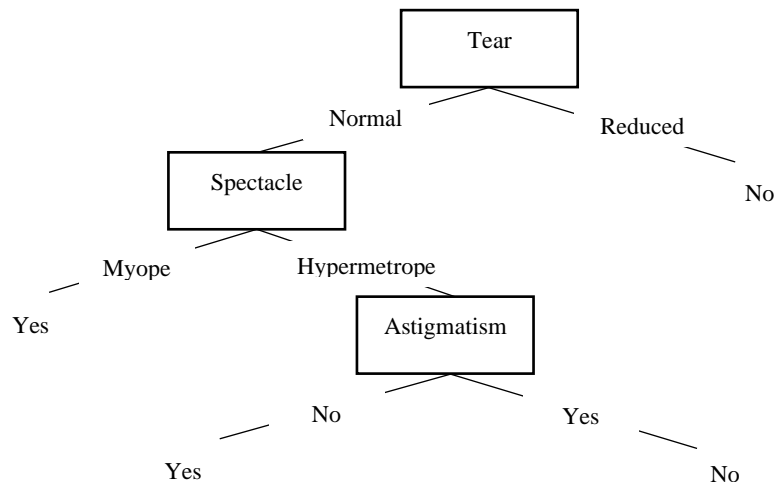 Tear
Normal
Reduced
Spectacle
No
Myope
Hypermetrope
Yes
Astigmatism
No
Yes
Yes
No